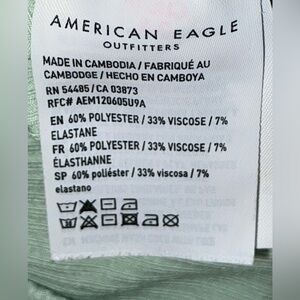 AMERICAN EAGLE
OUTFITTERS
MADE IN CAMBODIA / FABRIQUÉ AU
CAMBODGE / HECHO EN CAMBOYA
RN 54485/CA 03873
RFC# AEM120605U9A
EN 60% POLYESTER / 33% VISCOSE / 7%
ELASTANE
FR 60% POLYESTER / 33% VISCOSE / 7%
ÉLASTHANNE
SP 60% poliéster / 33% viscosa / 7%
elastano